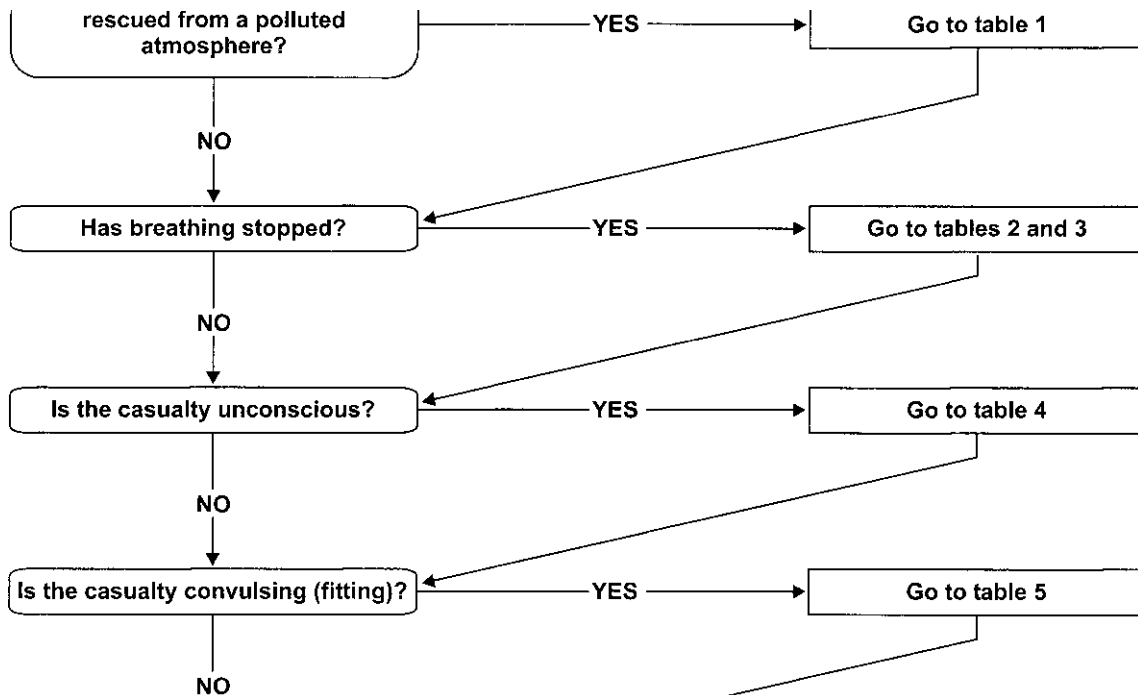 rescued from a polluted
atmosphere?
YES
Go to table 1
NO
Has breathing stopped?
YES
Go to tables 2 and 3
NO
Is the casualty unconscious?
YES
Go to table 4
NO
Is the casualty convulsing (fitting)?
YES
Go to table 5
NO